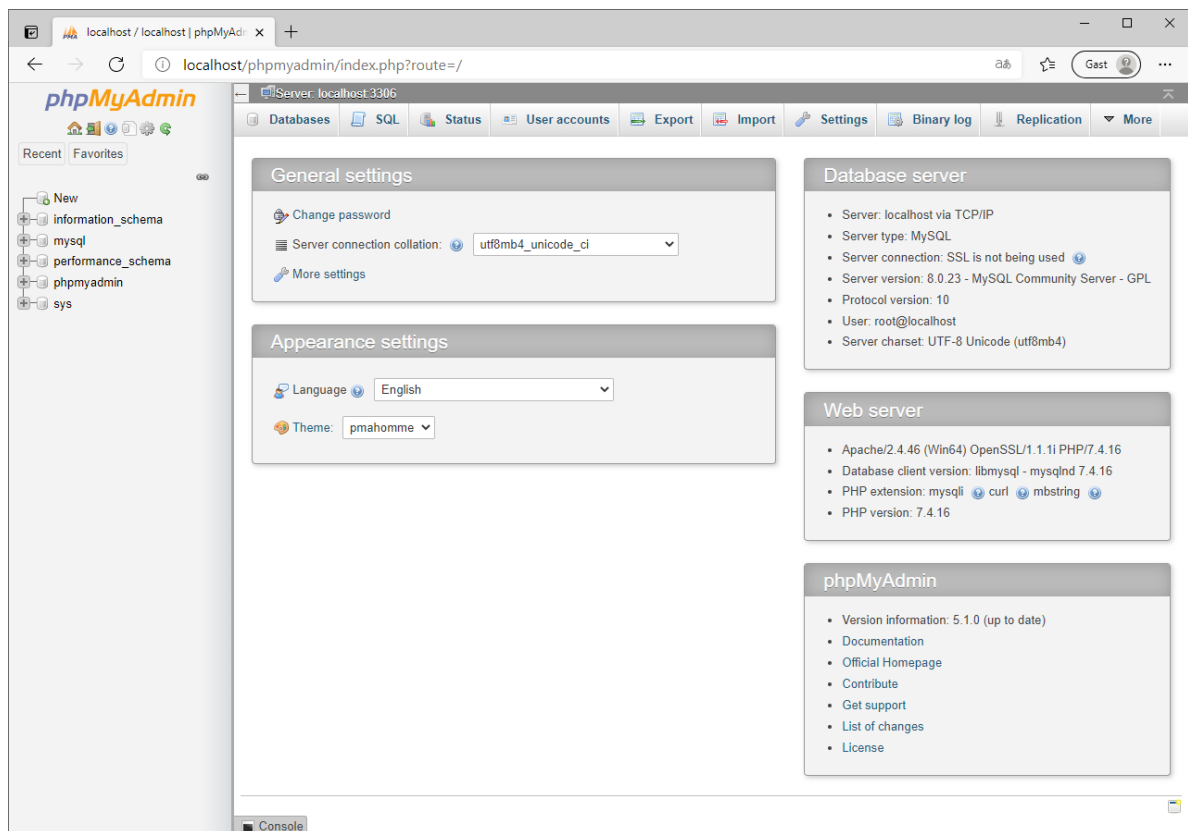 localhost / localhost | phpMyAdn
localhost/phpmyadmin/index.php?route=/
Gast
phpMyAdmin
Recent Favorites
New
information_schema
mysql
performance_schema
phpmyadmin
sys
Server: localhost:3306
Databases SQL Status User accounts Export Import Settings Binary log Replication More
General settings
Change password
Server connection collation: utf8mb4_unicode_ci
More settings
Appearance settings
Language English
Theme: pmahomme
Database server
Server: localhost via TCP/IP
Server type: MySQL
Server connection: SSL is not being used
Server version: 8.0.23 - MySQL Community Server - GPL
Protocol version: 10
User: root@localhost
Server charset: UTF-8 Unicode (utf8mb4)
Web server
Apache/2.4.46 (Win64) OpenSSL/1.1.1i PHP/7.4.16
Database client version: libmysql - mysqlnd 7.4.16
PHP extension: mysqli curl mbstring
PHP version: 7.4.16
phpMyAdmin
Version information: 5.1.0 (up to date)
Documentation
Official Homepage
Contribute
Get support
List of changes
License
Console